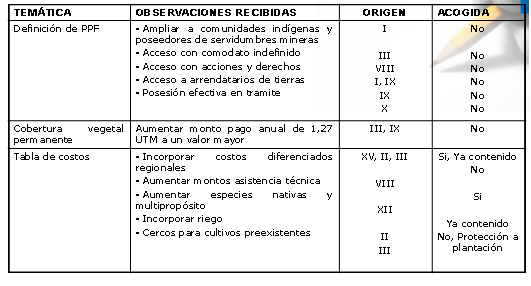 TEMÁTICA OBSERVACIONES RECIBIDAS ORIGEN ACOGIDA
Definición de PPF - Ampliar a comunidades indígenas y I No
poseedores de servidumbres mineras
- Acceso con comodato indefinido III No
- Acceso con acciones y derechos VIII No
- Acceso a arrendatarios de tierras I, IX No
- Posesión efectiva en tramite IX No
X No
Cobertura vegetal Aumentar monto pago anual de 1,27 III, IX No
permanente UTM a un valor mayor
Tabla de costos - Incorporar costos diferenciados XV, II, III Si, Ya contenido
regionales No
- Aumentar montos asistencia técnica VIII
- Aumentar especies nativas y Si
multipropósito XII
- Incorporar riego Ya contenido
- Cercos para cultivos preexistentes II No, Protección a
III plantación